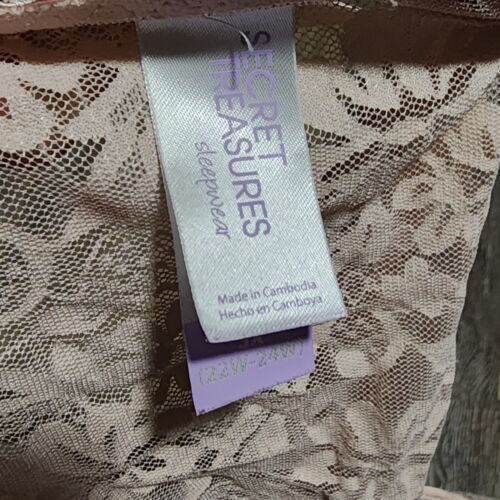 SECRET
TREASURES
sleepwear
Made in Cambodia
Hecho en Camboya
(22W-24W)